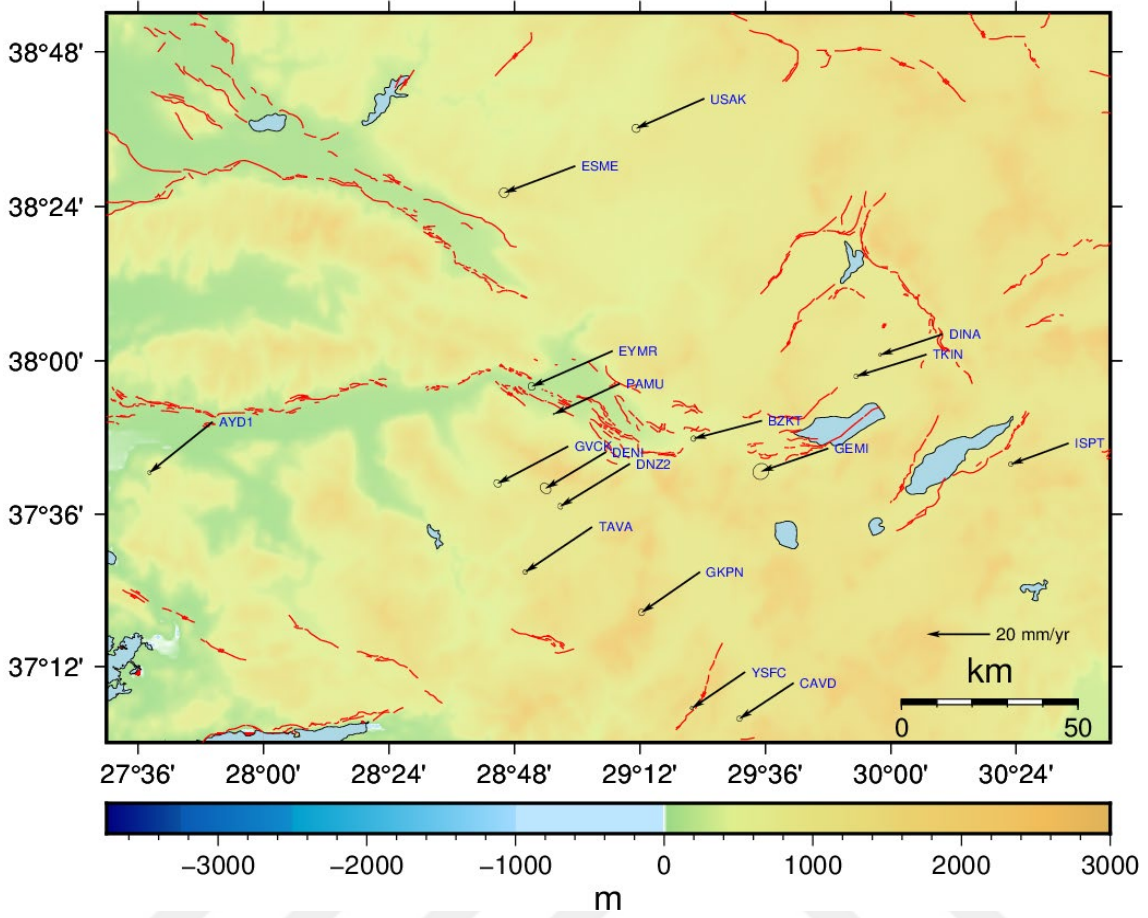 38°48'
USAK
ESME
38°24'
DINA
EYMR
TKIN
38°00'
PAMU
AYD1
BZKT
GVCK
DENI
GEMI
ISPT
DNZ2
37°36'
TAVA
GKPN
20 mm/yr
37°12'
km
YSFC
CAVD
0 50
27°36' 28°00' 28°24' 28°48' 29°12' 29°36' 30°00' 30°24'
−3000 −2000 −1000 0 1000 2000 3000
m